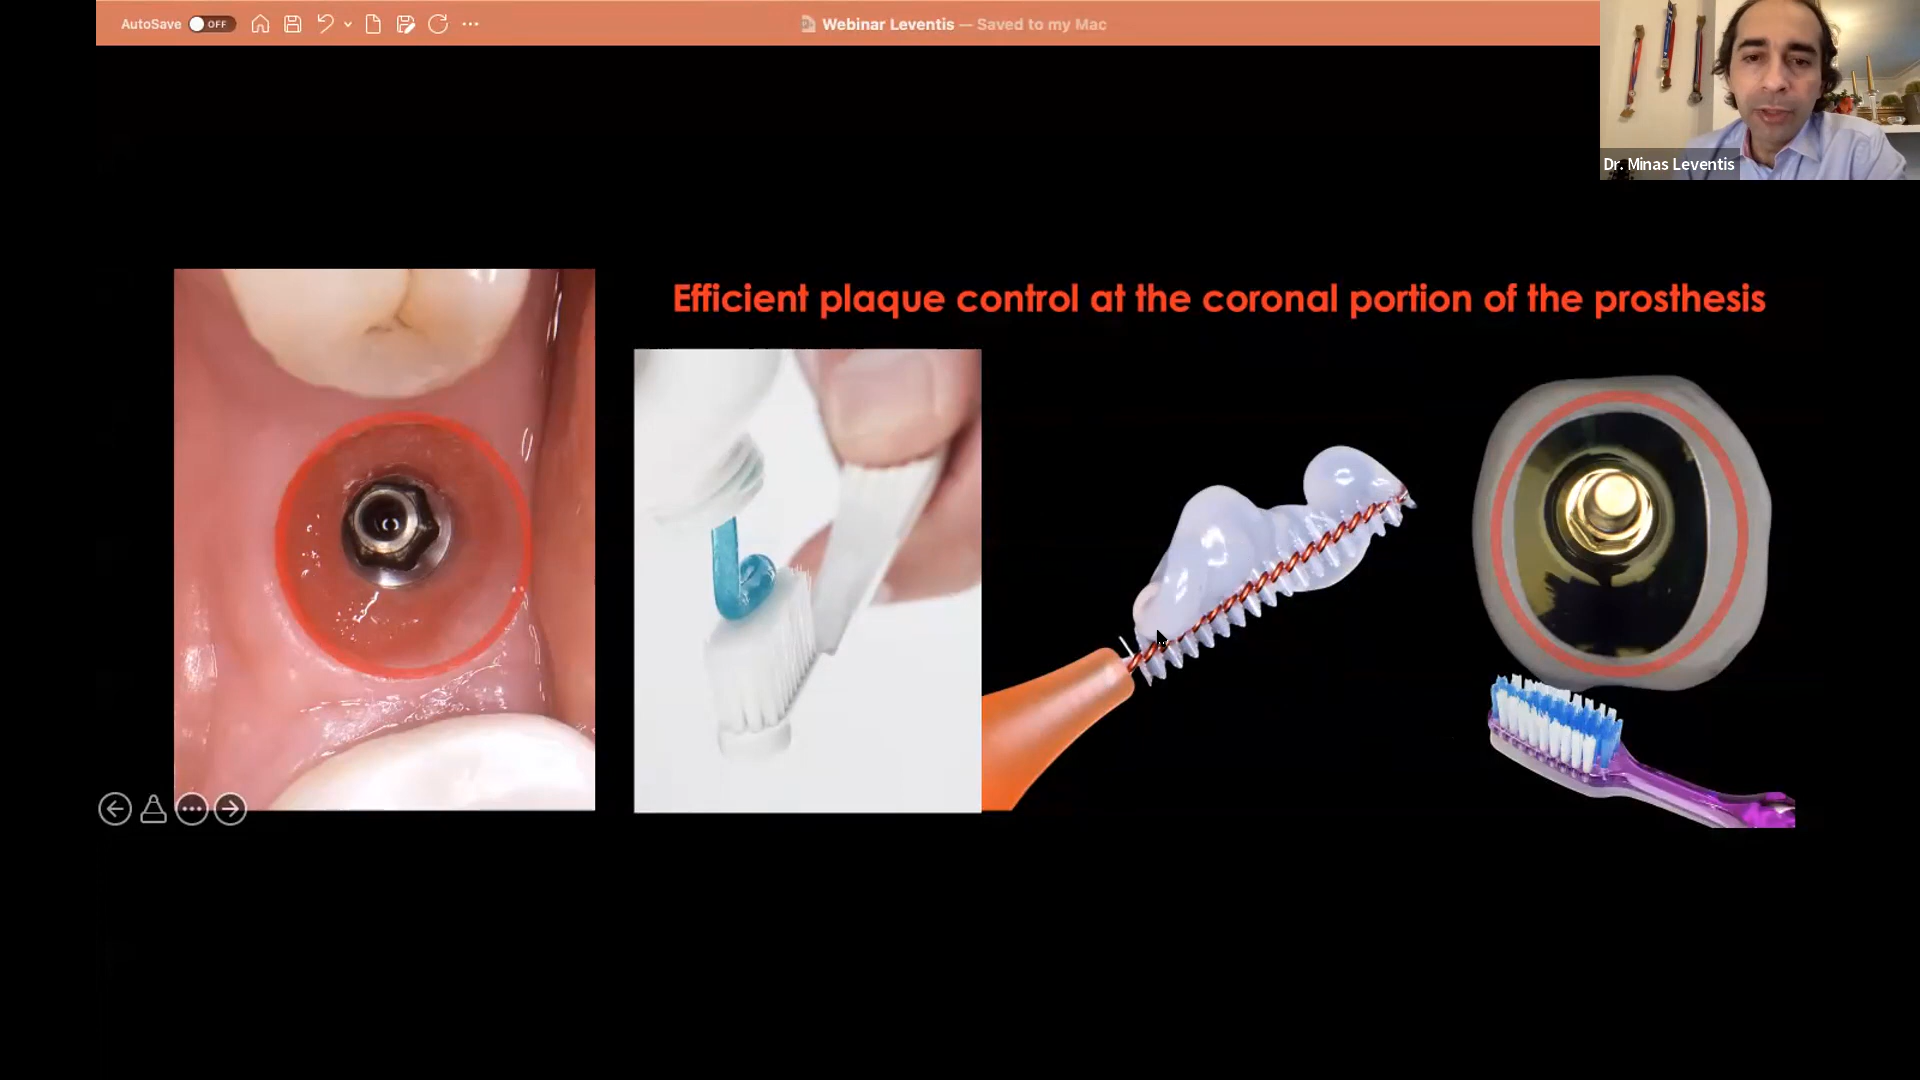 AutoSave OFF
Webinar Leventis — Saved to my Mac
Dr. Minas Leventis
Efficient plaque control at the coronal portion of the prosthesis